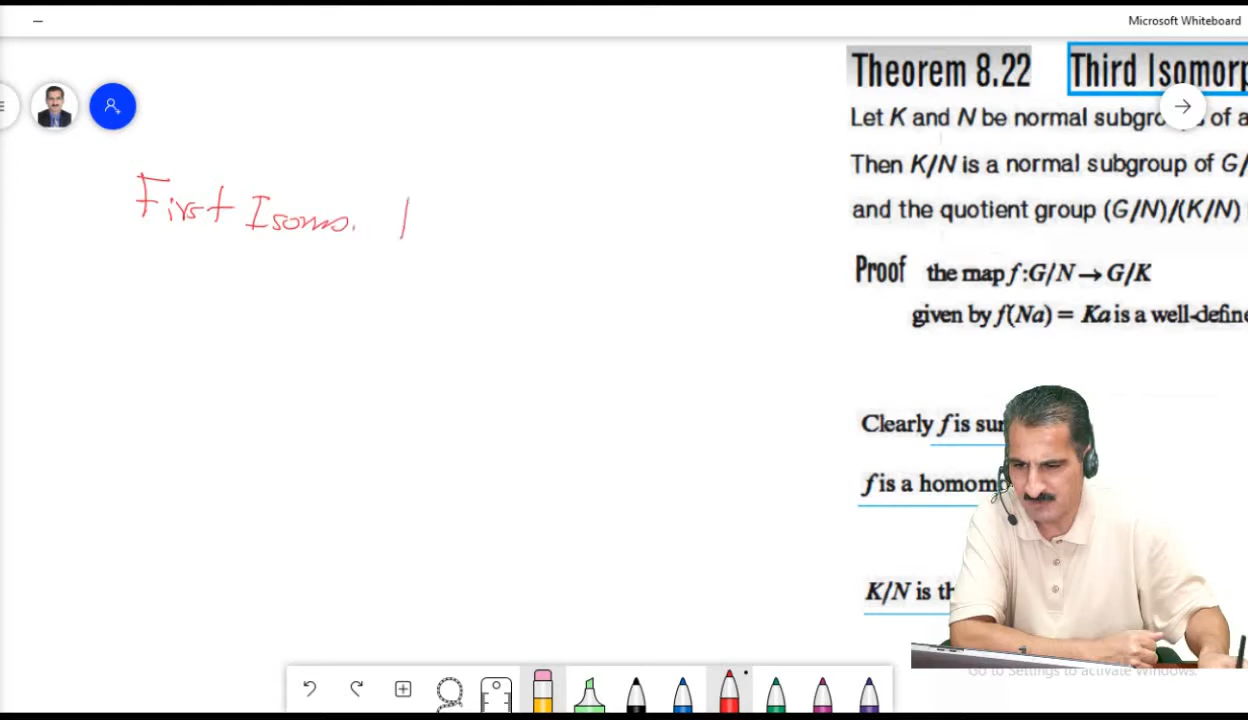 Microsoft Whiteboard
First Isomo.
Theorem 8.22 Third Isomorp
Let K and N be normal subgro of a
Then K/N is a normal subgroup of G/
and the quotient group (G/N)/(K/N)
Proof the map f:G/N → G/K
given by f(Na) = Ka is a well-define
Clearly f is sur
f is a homomo
K/N is th
Go to Settings to activate Windows.